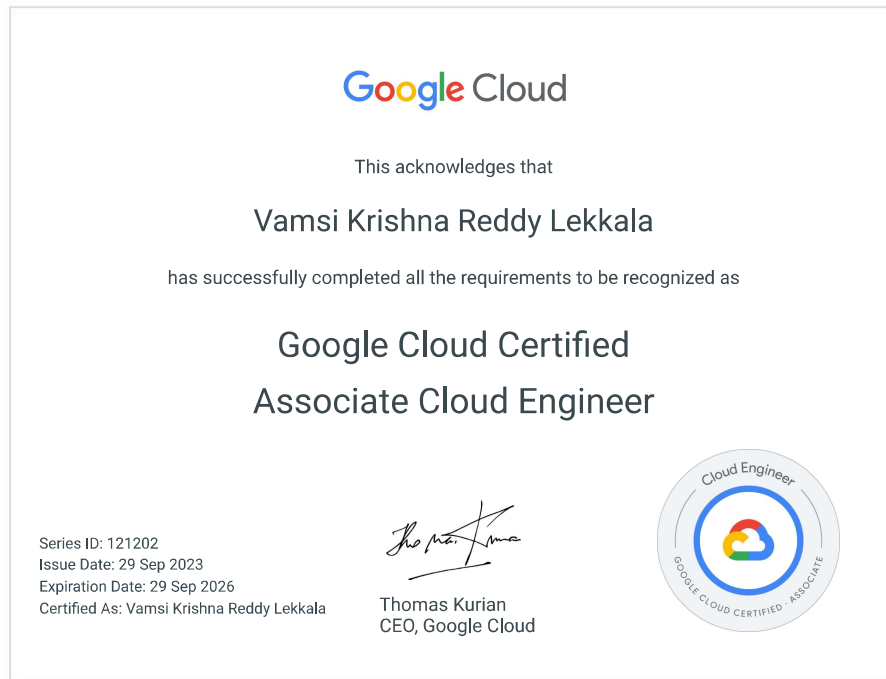 Google Cloud
This acknowledges that
Vamsi Krishna Reddy Lekkala
has successfully completed all the requirements to be recognized as
Google Cloud Certified
Associate Cloud Engineer
Series ID: 121202
Issue Date: 29 Sep 2023
Expiration Date: 29 Sep 2026
Certified As: Vamsi Krishna Reddy Lekkala
Thomas Kurian
CEO, Google Cloud
Cloud Engineer
GOOGLE CLOUD CERTIFIED · ASSOCIATE